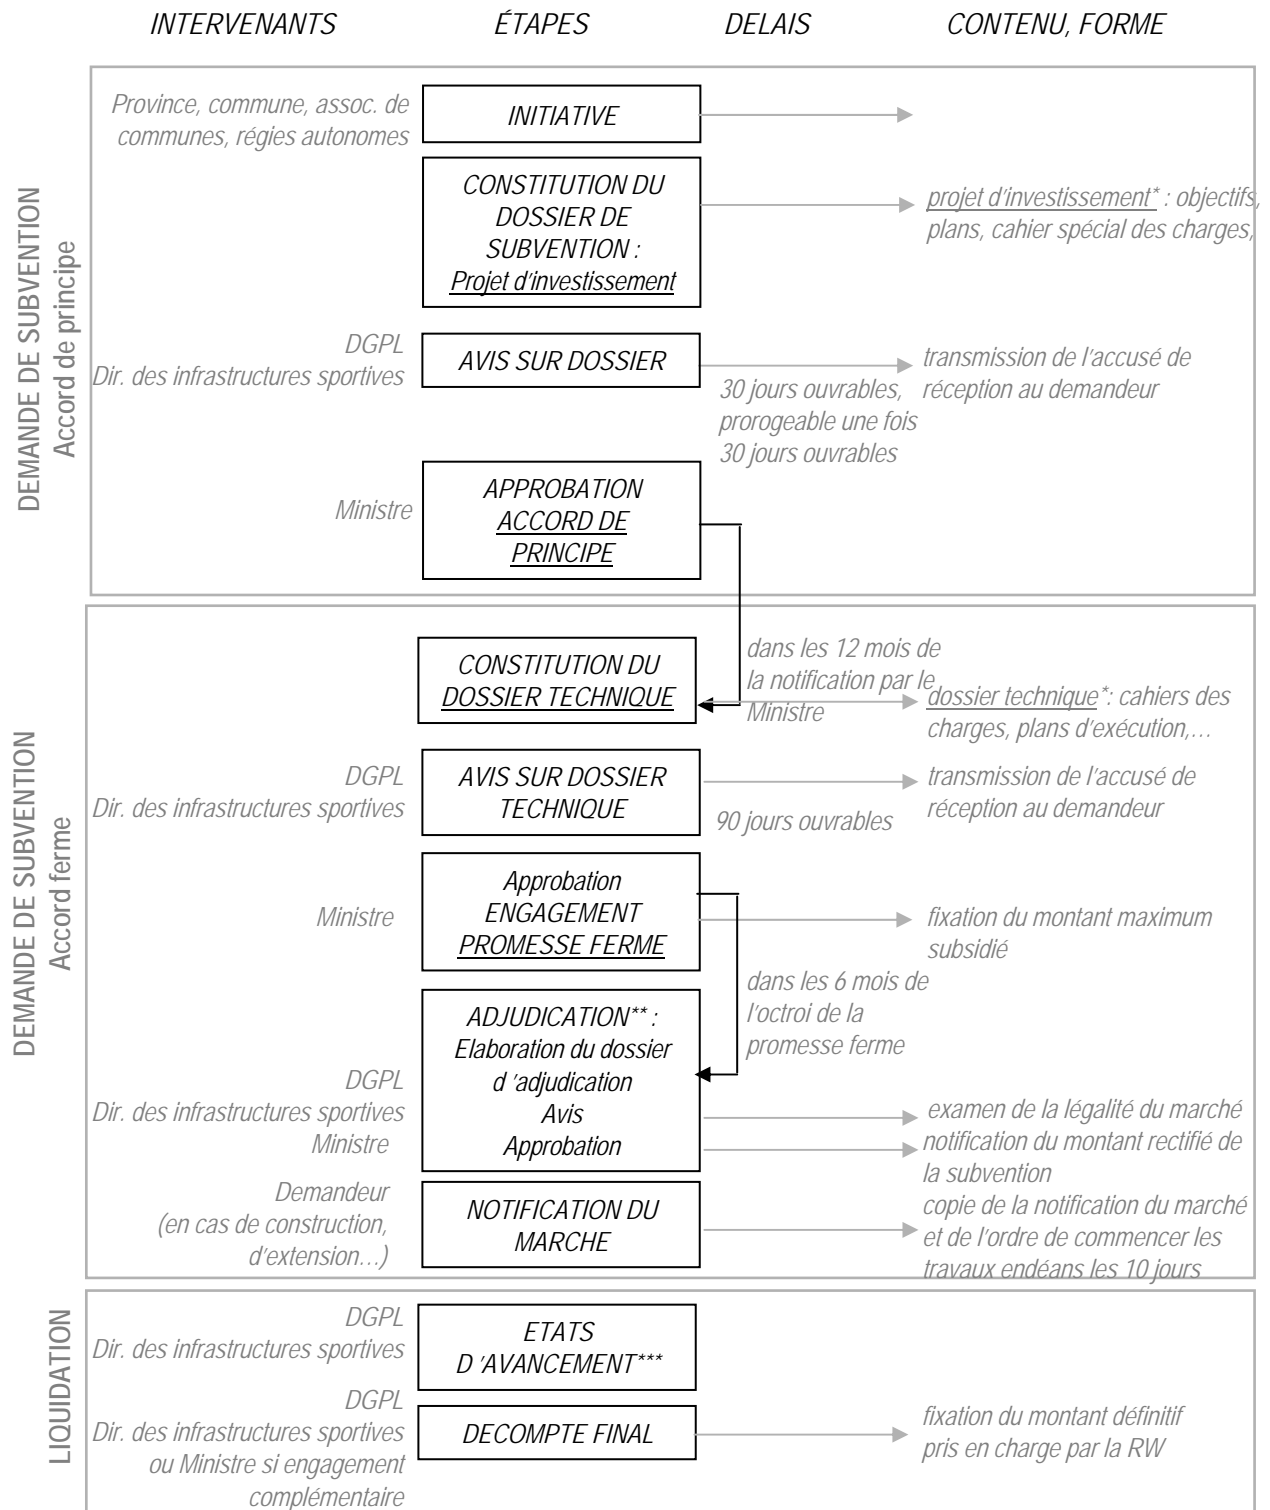 INTERVENANTS ÉTAPES DELAIS CONTENU, FORME
DEMANDE DE SUBVENTION
Accord de principe
Province, commune, assoc. de
communes, régies autonomes
INITIATIVE
CONSTITUTION DU
DOSSIER DE
SUBVENTION :
Projet d'investissement
projet d'investissement* : objectifs,
plans, cahier spécial des charges,
DGPL
Dir. des infrastructures sportives
AVIS SUR DOSSIER
30 jours ouvrables,
prorogeable une fois
30 jours ouvrables
transmission de l'accusé de
réception au demandeur
Ministre
APPROBATION
ACCORD DE
PRINCIPE
DEMANDE DE SUBVENTION
Accord ferme
CONSTITUTION DU
DOSSIER TECHNIQUE
dans les 12 mois de
la notification par le
Ministre
dossier technique*: cahiers des
charges, plans d'exécution,…
DGPL
Dir. des infrastructures sportives
AVIS SUR DOSSIER
TECHNIQUE
90 jours ouvrables
transmission de l'accusé de
réception au demandeur
Ministre
Approbation
ENGAGEMENT
PROMESSE FERME
fixation du montant maximum
subsidié
dans les 6 mois de
l'octroi de la
promesse ferme
ADJUDICATION** :
Elaboration du dossier
d 'adjudication
Avis
Approbation
DGPL
Dir. des infrastructures sportives
Ministre
examen de la légalité du marché
notification du montant rectifié de
la subvention
Demandeur
(en cas de construction,
d'extension…)
NOTIFICATION DU
MARCHE
copie de la notification du marché
et de l'ordre de commencer les
travaux endéans les 10 jours
LIQUIDATION
DGPL
Dir. des infrastructures sportives
ETATS
D 'AVANCEMENT***
DGPL
Dir. des infrastructures sportives
ou Ministre si engagement
complémentaire
DECOMPTE FINAL
fixation du montant définitif
pris en charge par la RW